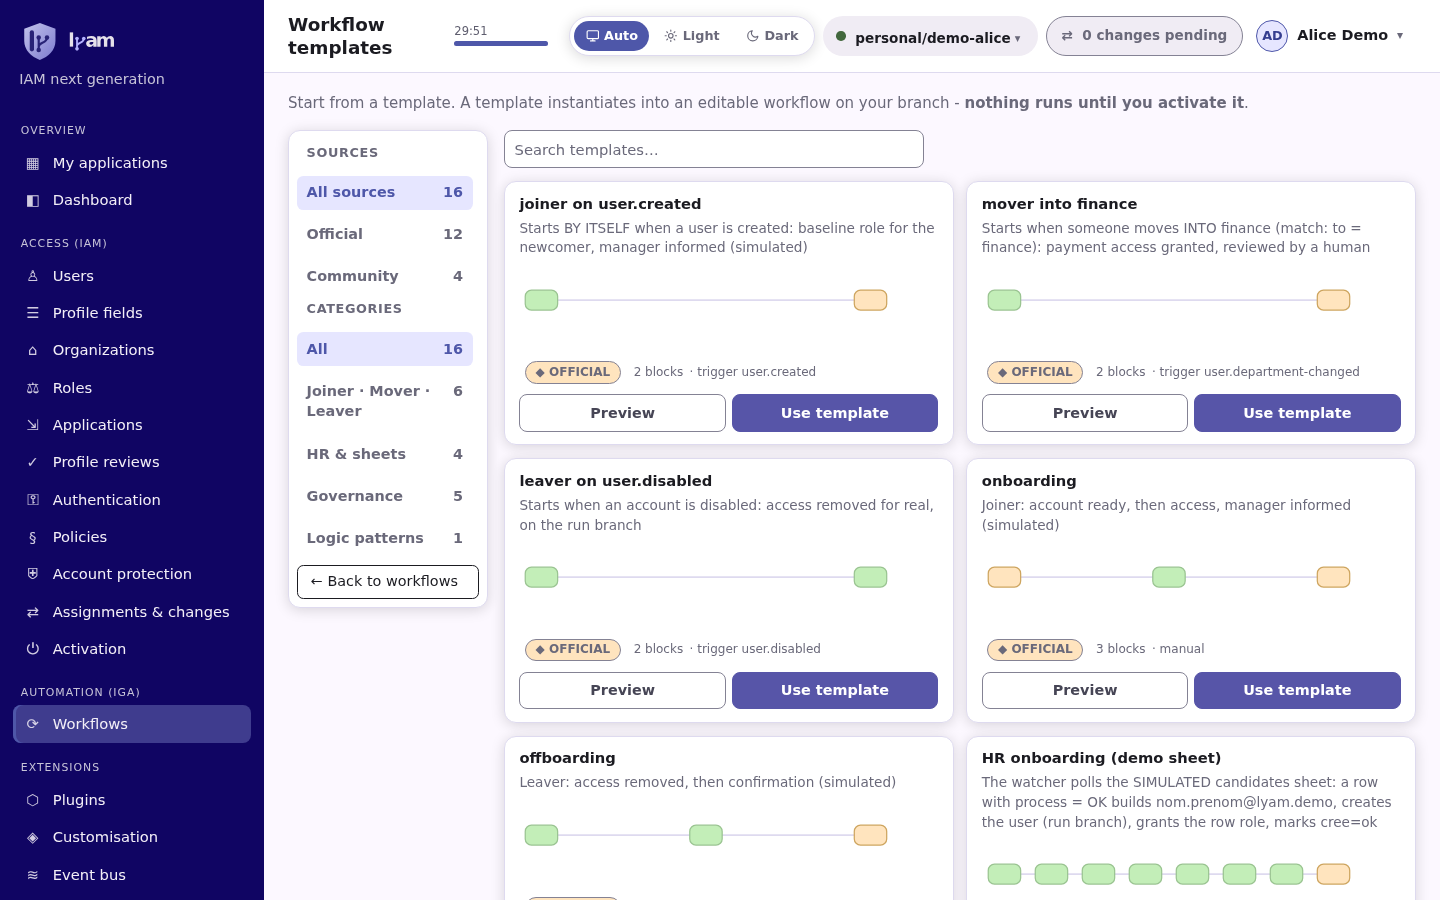 lyam
IAM next generation
OVERVIEW
My applications
Dashboard
ACCESS (IAM)
Users
Profile fields
Organizations
Roles
Applications
Profile reviews
Authentication
Policies
Account protection
Assignments & changes
Activation
AUTOMATION (IGA)
Workflows
EXTENSIONS
Plugins
Customisation
Event bus
Workflow
templates
29:51
Auto
Light
Dark
personal/demo-alice ▾
⇄ 0 changes pending
AD
Alice Demo ▾
Start from a template. A template instantiates into an editable workflow on your branch - nothing runs until you activate it.
SOURCES
All sources 16
Official 12
Community 4
CATEGORIES
All 16
Joiner · Mover · 6
Leaver
HR & sheets 4
Governance 5
Logic patterns 1
← Back to workflows
Search templates...
joiner on user.created
Starts BY ITSELF when a user is created: baseline role for the
newcomer, manager informed (simulated)
◆ OFFICIAL 2 blocks · trigger user.created
Preview
Use template
mover into finance
Starts when someone moves INTO finance (match: to =
finance): payment access granted, reviewed by a human
◆ OFFICIAL 2 blocks · trigger user.department-changed
Preview
Use template
leaver on user.disabled
Starts when an account is disabled: access removed for real,
on the run branch
◆ OFFICIAL 2 blocks · trigger user.disabled
Preview
Use template
onboarding
Joiner: account ready, then access, manager informed
(simulated)
◆ OFFICIAL 3 blocks · manual
Preview
Use template
offboarding
Leaver: access removed, then confirmation (simulated)
HR onboarding (demo sheet)
The watcher polls the SIMULATED candidates sheet: a row
with process = OK builds nom.prenom@lyam.demo, creates
the user (run branch), grants the row role, marks cree=ok